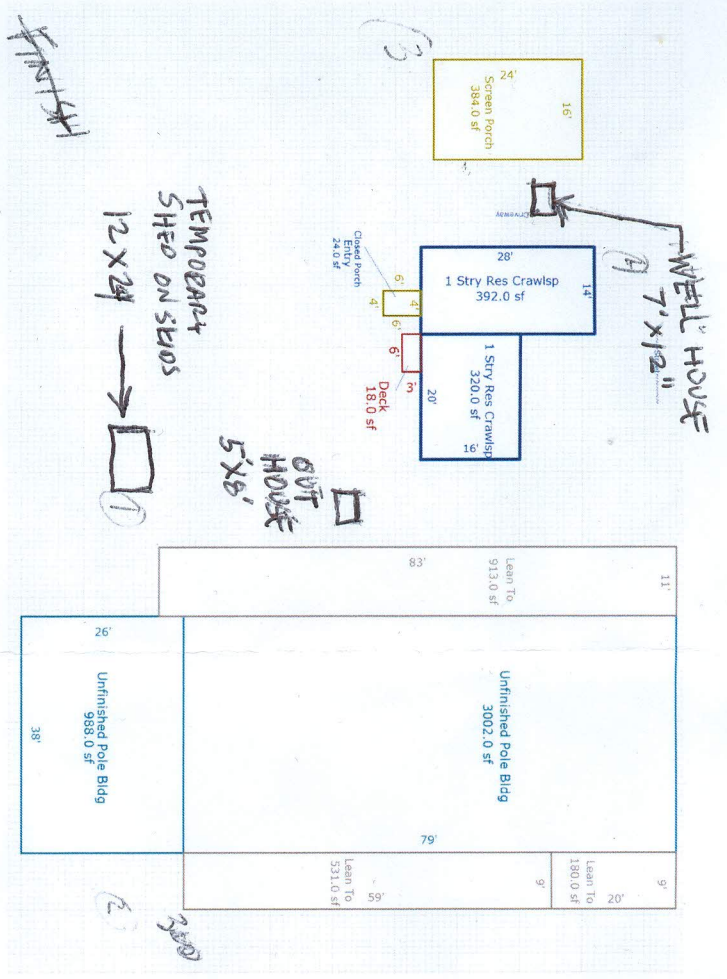 FINISH
3
24'
16'
Screen Porch
384.0 sf
Driveway
WELL HOUSE
7' X 12"
28'
14'
1 Stry Res Crawlsp
392.0 sf
Closed Porch
Entry
24.0 sf
6'
4'
4'
6'
6'
3'
Deck
18.0 sf
1 Stry Res Crawlsp
320.0 sf
20'
16'
TEMPORARY
SHED ON SKIDS
12 X 24
1
OUT
HOUSE
5'X8'
83'
Lean To
913.0 sf
11'
26'
Unfinished Pole Bldg
988.0 sf
38'
Unfinished Pole Bldg
3002.0 sf
79'
Lean To
531.0 sf
59'
9'
Lean To
180.0 sf
20'
9'
2